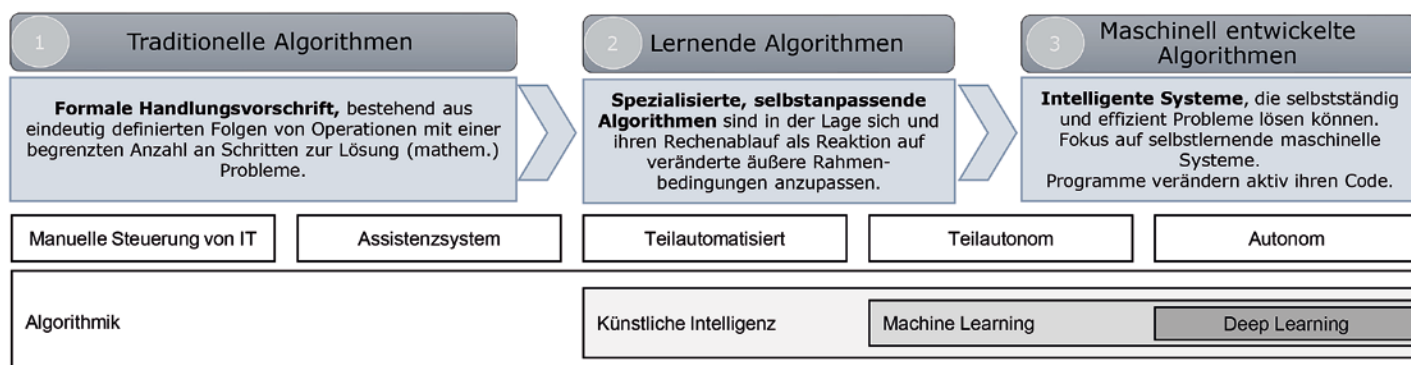 1
Traditionelle Algorithmen
Formale Handlungsvorschrift, bestehend aus
eindeutig definierten Folgen von Operationen mit einer
begrenzten Anzahl an Schritten zur Lösung (mathem.)
Probleme.
2
Lernende Algorithmen
Spezialisierte, selbstanpassende
Algorithmen sind in der Lage sich und
ihren Rechenablauf als Reaktion auf
veränderte äußere Rahmen-
bedingungen anzupassen.
3
Maschinell entwickelte
Algorithmen
Intelligente Systeme, die selbstständig
und effizient Probleme lösen können.
Fokus auf selbstlernende maschinelle
Systeme.
Programme verändern aktiv ihren Code.
Manuelle Steuerung von IT
Assistenzsystem
Teilautomatisiert
Teilautonom
Autonom
Algorithmik
Künstliche Intelligenz
Machine Learning
Deep Learning